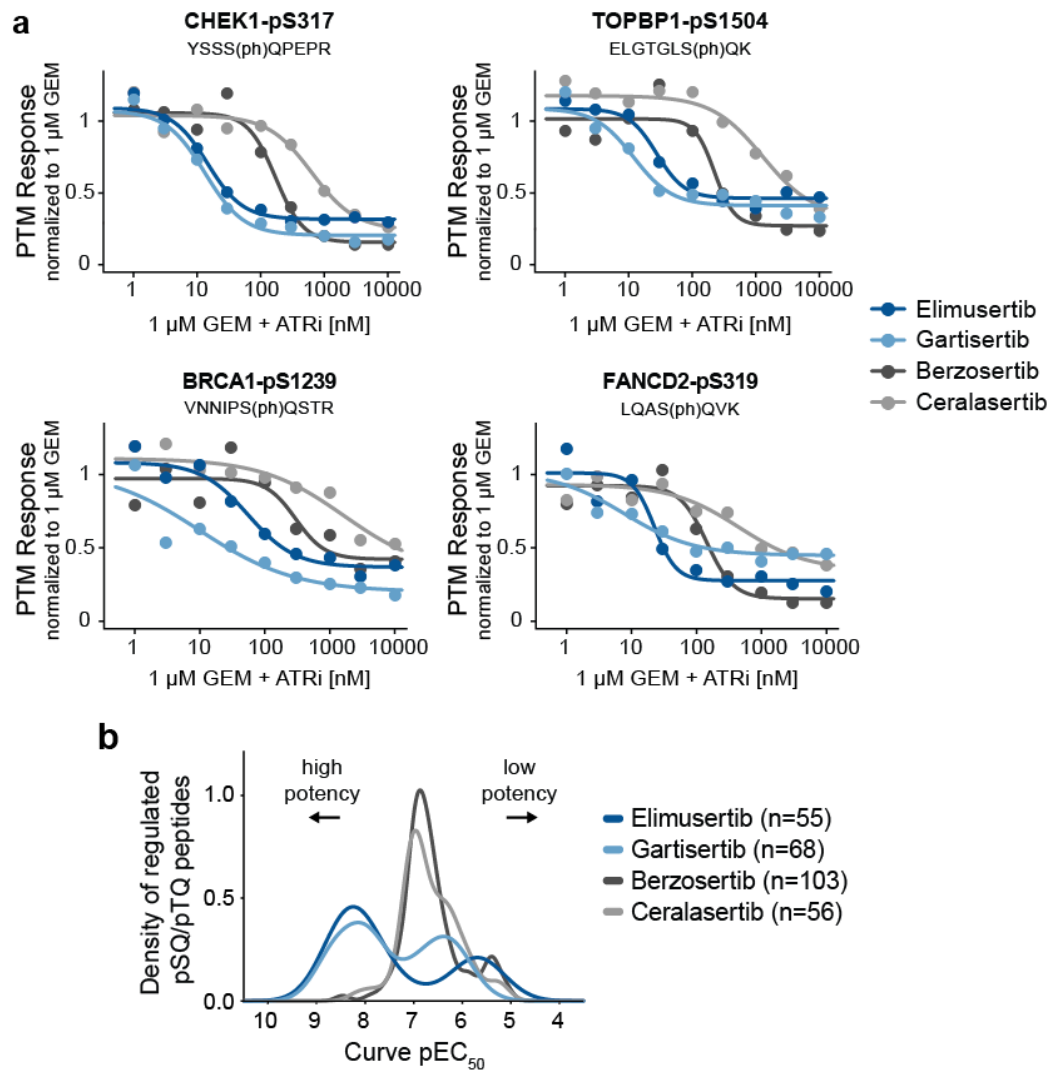 a
CHEK1-pS317
YSSS(ph)QPEPR
PTM Response
normalized to 1 µM GEM
1
0.5
0
1 10 100 1000 10000
1 µM GEM + ATRi [nM]
TOPBP1-pS1504
ELGTGLS(ph)QK
PTM Response
normalized to 1 µM GEM
1
0.5
0
1 10 100 1000 10000
1 µM GEM + ATRi [nM]
Elimusertib
Gartisertib
Berzosertib
Ceralasertib
BRCA1-pS1239
VNNIPS(ph)QSTR
PTM Response
normalized to 1 µM GEM
1
0.5
0
1 10 100 1000 10000
1 µM GEM + ATRi [nM]
FANCD2-pS319
LQAS(ph)QVK
PTM Response
normalized to 1 µM GEM
1
0.5
0
1 10 100 1000 10000
1 µM GEM + ATRi [nM]
b
Density of regulated
pSQ/pTQ peptides
1.0
0.5
0.0
high
potency
low
potency
10 9 8 7 6 5 4
Curve pEC50
Elimusertib (n=55)
Gartisertib (n=68)
Berzosertib (n=103)
Ceralasertib (n=56)